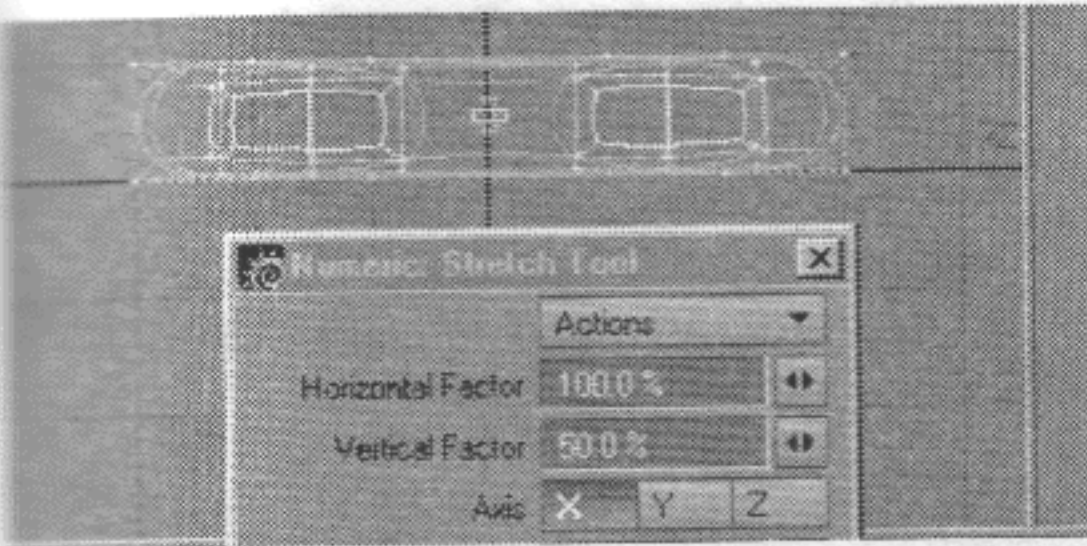 Numeric: Stretch Tool
Actions
Horizontal Factor 100.0 %
Vertical Factor 50.0 %
Axis X Y Z